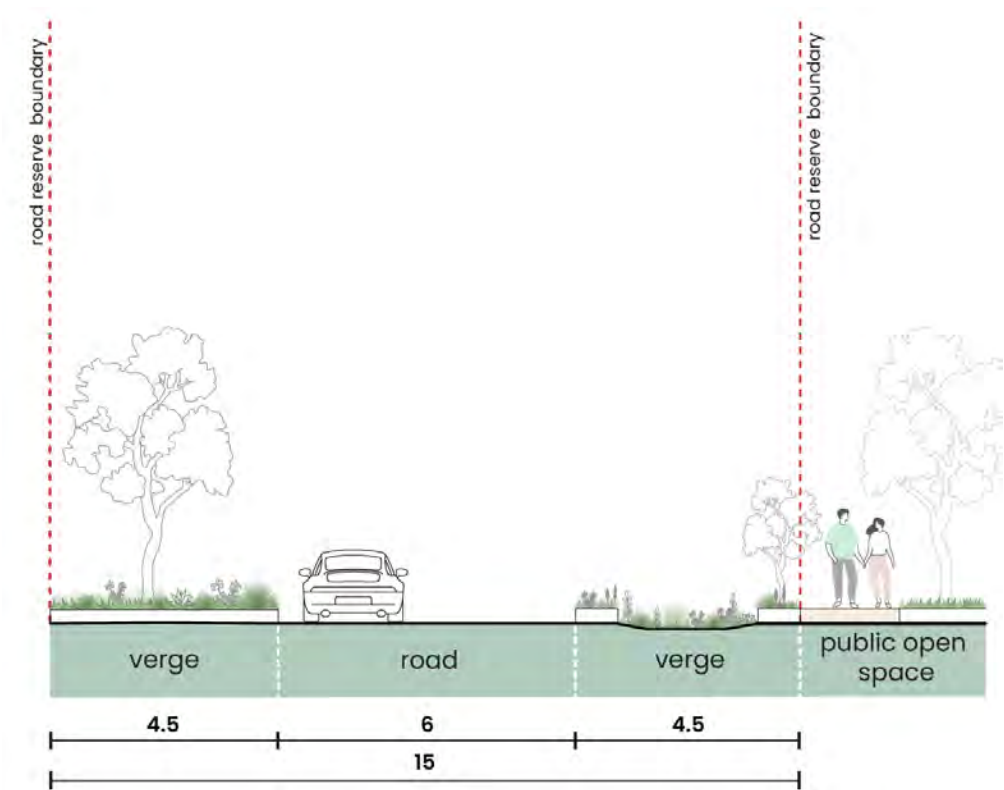 road reserve boundary
road reserve boundary
verge
road
verge
public open
space
4.5
6
4.5
15